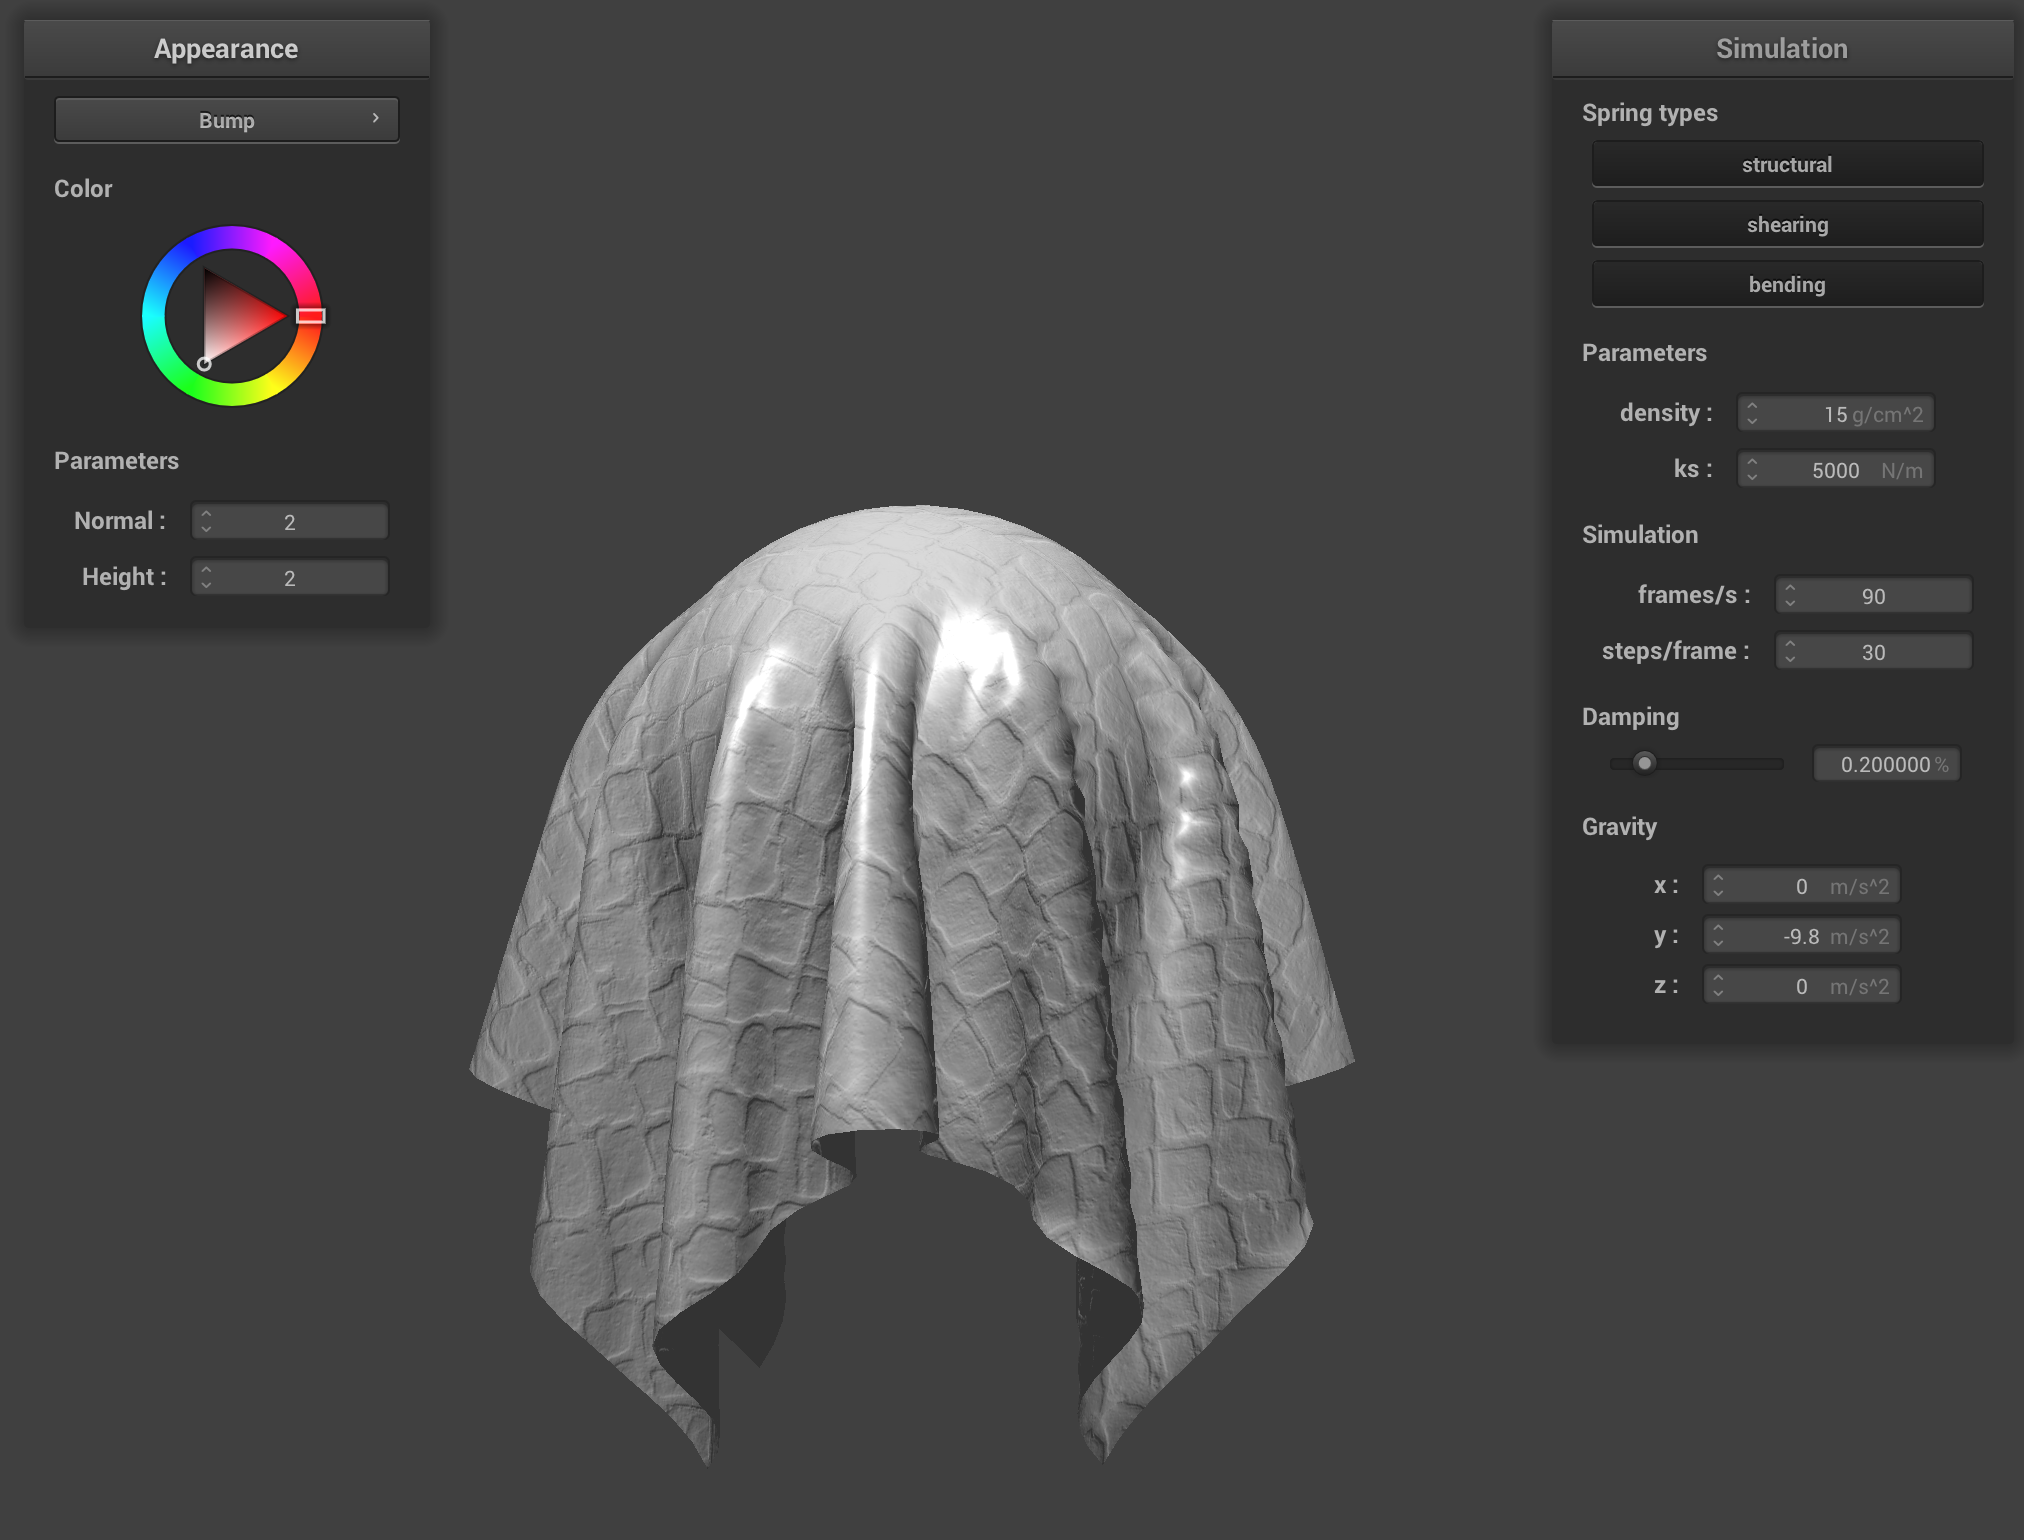 Appearance
Bump
Color
Parameters
Normal : 2
Height : 2
Simulation
Spring types
structural
shearing
bending
Parameters
density : 15 g/cm^2
ks : 5000 N/m
Simulation
frames/s : 90
steps/frame : 30
Damping
0.200000 %
Gravity
x : 0 m/s^2
y : -9.8 m/s^2
z : 0 m/s^2